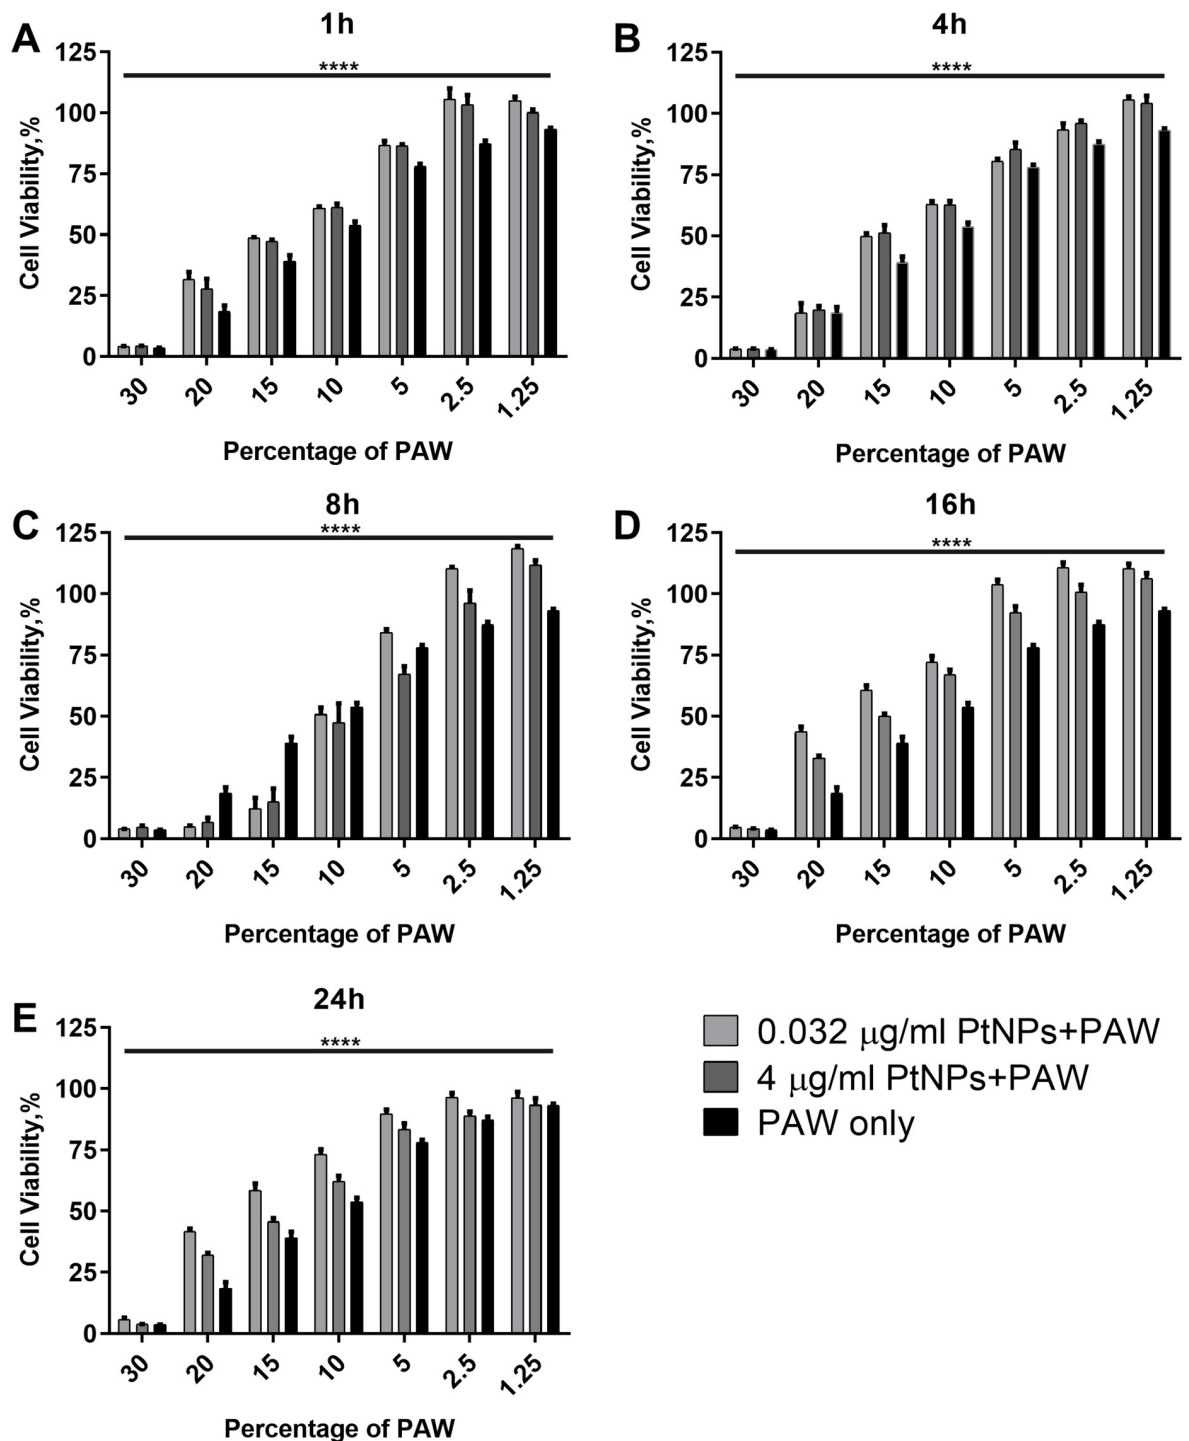 A
1h
125
100
75
50
25
0
Cell Viability,%
****
30 20 15 10 5 2.5 1.25
Percentage of PAW
B
4h
125
100
75
50
25
0
Cell Viability,%
****
30 20 15 10 5 2.5 1.25
Percentage of PAW
C
8h
125
100
75
50
25
0
Cell Viability,%
****
30 20 15 10 5 2.5 1.25
Percentage of PAW
D
16h
125
100
75
50
25
0
Cell Viability,%
****
30 20 15 10 5 2.5 1.25
Percentage of PAW
E
24h
125
100
75
50
25
0
Cell Viability,%
****
30 20 15 10 5 2.5 1.25
Percentage of PAW
0.032 µg/ml PtNPs+PAW
4 µg/ml PtNPs+PAW
PAW only